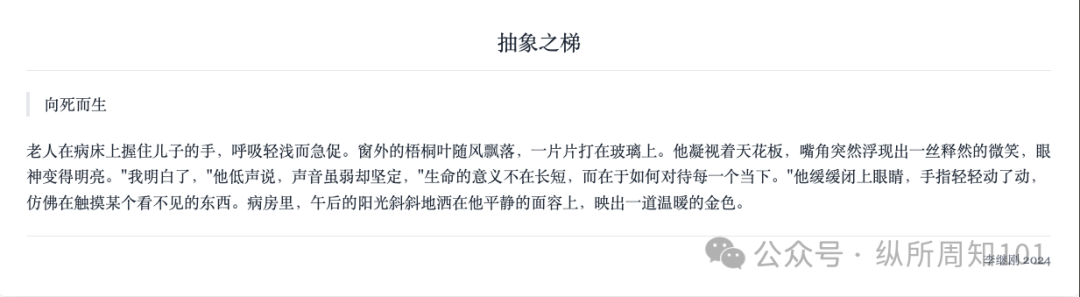 抽象之梯
向死而生
老人在病床上握住儿子的手，呼吸轻浅而急促。窗外的梧桐叶随风飘落，一片片打在玻璃上。他凝视着天花板，嘴角突然浮现出一丝释然的微笑，眼
神变得明亮。"我明白了，"他低声说，声音虽弱却坚定，"生命的意义不在长短，而在于如何对待每一个当下。"他缓缓闭上眼睛，手指轻轻动了动，
仿佛在触摸某个看不见的东西。病房里，午后的阳光斜斜地洒在他平静的面容上，映出一道温暖的金色。
公众号·纵所周知101
李继刚 2024